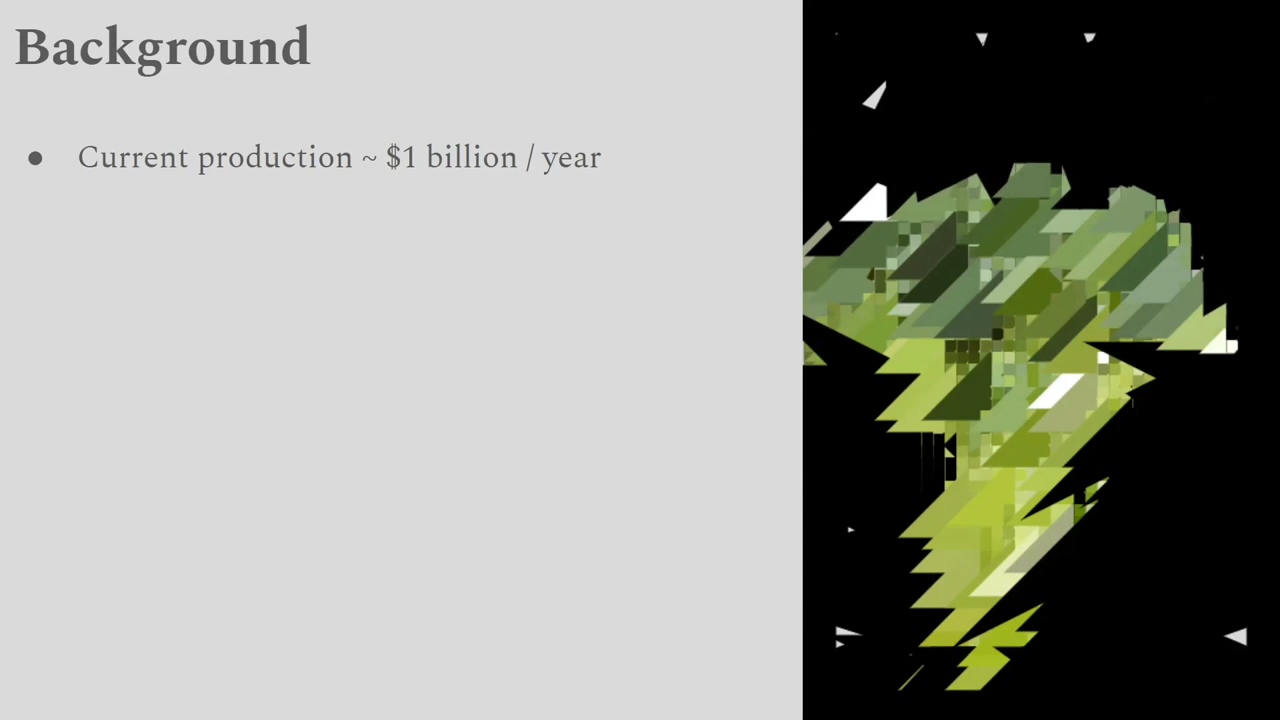 Background
● Current production ~ $1 billion / year